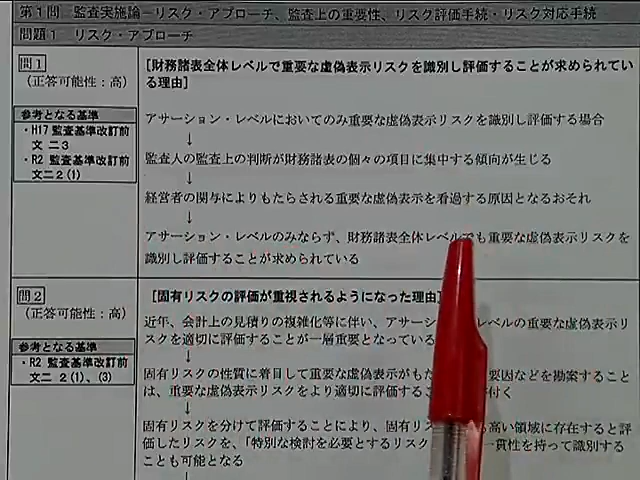 第1問 監査実施論－リスク・アプローチ、監査上の重要性、リスク評価手続・リスク対応手続
問題1 リスク・アプローチ
問1
（正答可能性：高）
[財務諸表全体レベルで重要な虚偽表示リスクを識別し評価することが求められてい
る理由]
参考となる基準
・H17 監査基準改訂前
文 二3
・R2 監査基準改訂前
文二2(1)
アサーション・レベルにおいてのみ重要な虚偽表示リスクを識別し評価する場合
↓
監査人の監査上の判断が財務諸表の個々の項目に集中する傾向が生じる
↓
経営者の関与によりもたらされる重要な虚偽表示を看過する原因となるおそれ
↓
アサーション・レベルのみならず、財務諸表全体レベルでも重要な虚偽表示リスクを
識別し評価することが求められている
問2
（正答可能性：高）
[固有リスクの評価が重視されるようになった理由]
参考となる基準
・R2 監査基準改訂前
文二 2(1)、(3)
近年、会計上の見積りの複雑化等に伴い、アサー レベルの重要な虚偽表示リ
スクを適切に評価することが一層重要となっている
↓
固有リスクの性質に着目して重要な虚偽表示がもた 要因などを勘案すること
は、重要な虚偽表示リスクをより適切に評価するこ 付く
↓
固有リスクを分けて評価することにより、固有リス も高い領域に存在すると評
価したリスクを、「特別な検討を必要とするリスク 一貫性を持って識別する
ことも可能となる
↓